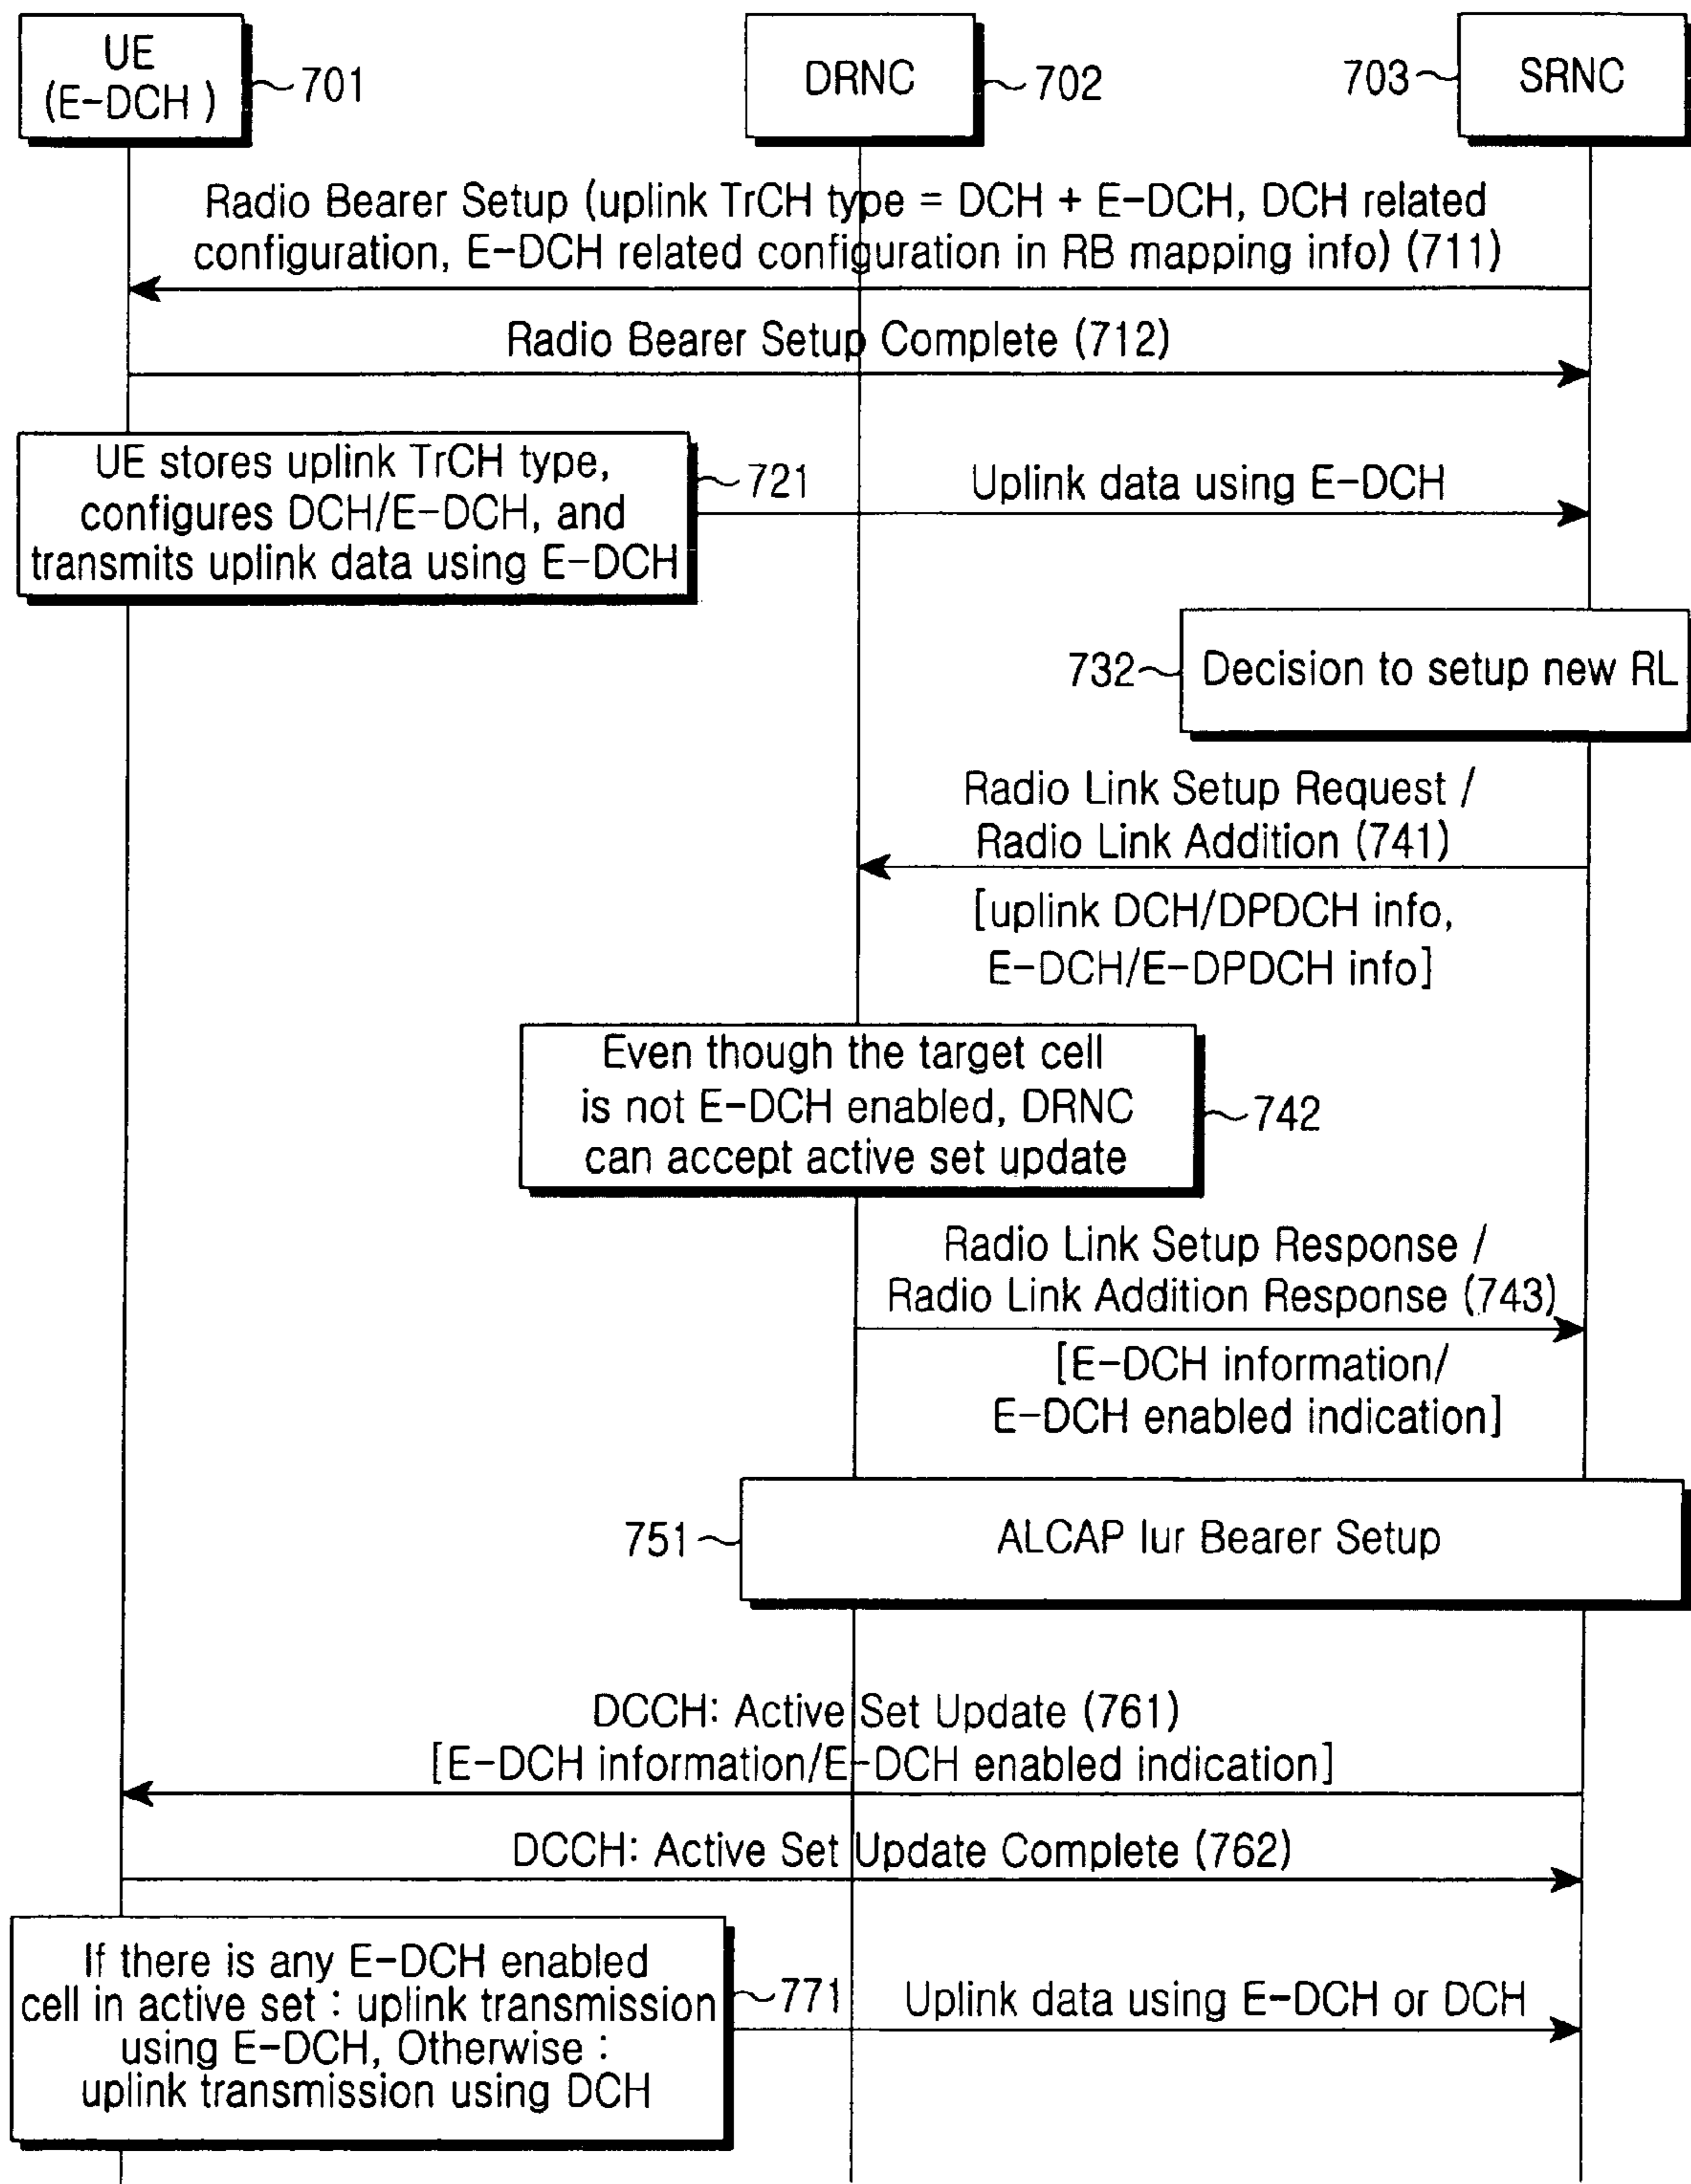 UE
(E-DCH )
701
DRNC
702
703
SRNC
Radio Bearer Setup (uplink TrCH type = DCH + E-DCH, DCH related
configuration, E-DCH related configuration in RB mapping info) (711)
Radio Bearer Setup Complete (712)
UE stores uplink TrCH type,
configures DCH/E-DCH, and
transmits uplink data using E-DCH
721
Uplink data using E-DCH
732
Decision to setup new RL
Radio Link Setup Request /
Radio Link Addition (741)
[uplink DCH/DPDCH info,
E-DCH/E-DPDCH info]
Even though the target cell
is not E-DCH enabled, DRNC
can accept active set update
742
Radio Link Setup Response /
Radio Link Addition Response (743)
[E-DCH information/
E-DCH enabled indication]
751
ALCAP Iur Bearer Setup
DCCH: Active Set Update (761)
[E-DCH information/E-DCH enabled indication]
DCCH: Active Set Update Complete (762)
If there is any E-DCH enabled
cell in active set : uplink transmission
using E-DCH, Otherwise :
uplink transmission using DCH
771
Uplink data using E-DCH or DCH